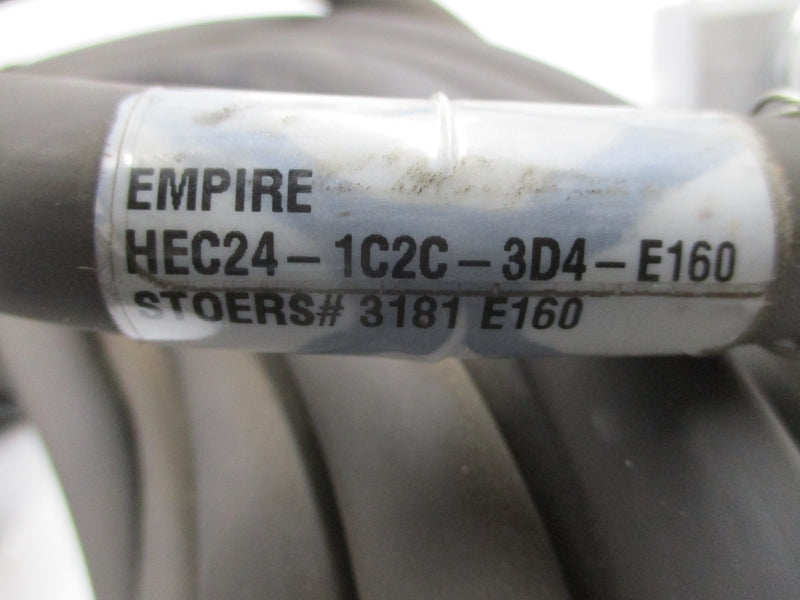 EMPIRE
HEC24-1C2C-3D4-E160
STOERS# 3181 E160